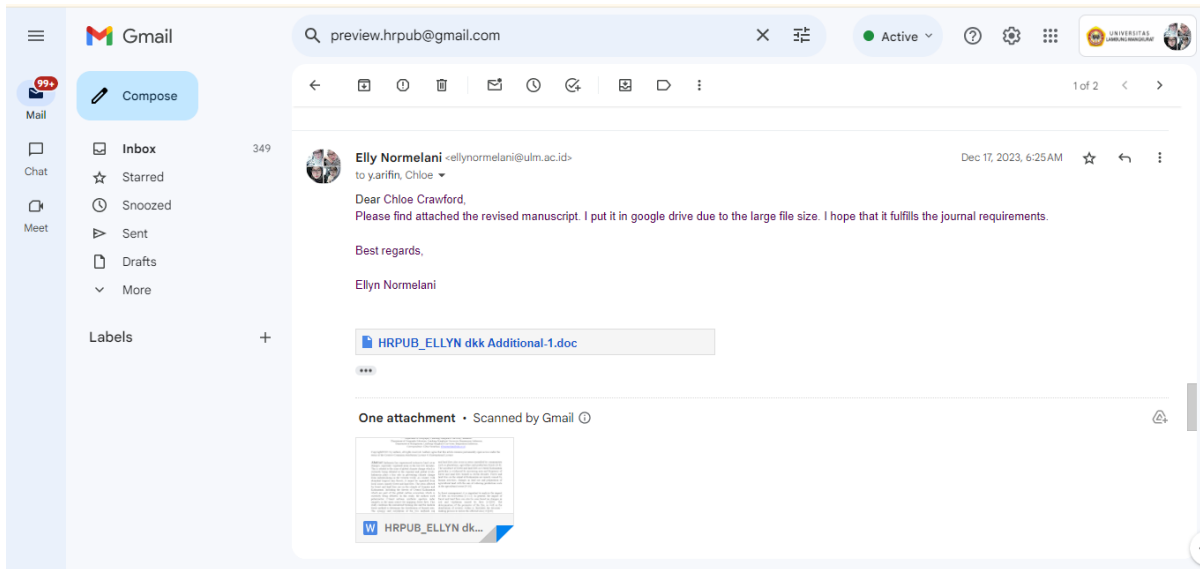 Gmail
preview.hrpub@gmail.com
Active
UNIVERSITAS
LAMBUNG MANGKURAT
99+
Mail
Chat
Meet
Compose
Inbox 349
Starred
Snoozed
Sent
Drafts
More
Labels
1 of 2
Elly Normelani <ellynormelani@ulm.ac.id>
Dec 17, 2023, 6:25 AM
to y.arifin, Chloe
Dear Chloe Crawford,
Please find attached the revised manuscript. I put it in google drive due to the large file size. I hope that it fulfills the journal requirements.
Best regards,
Ellyn Normelani
HRPUB_ELLYN dkk Additional-1.doc
One attachment • Scanned by Gmail
W HRPUB_ELLYN dk...